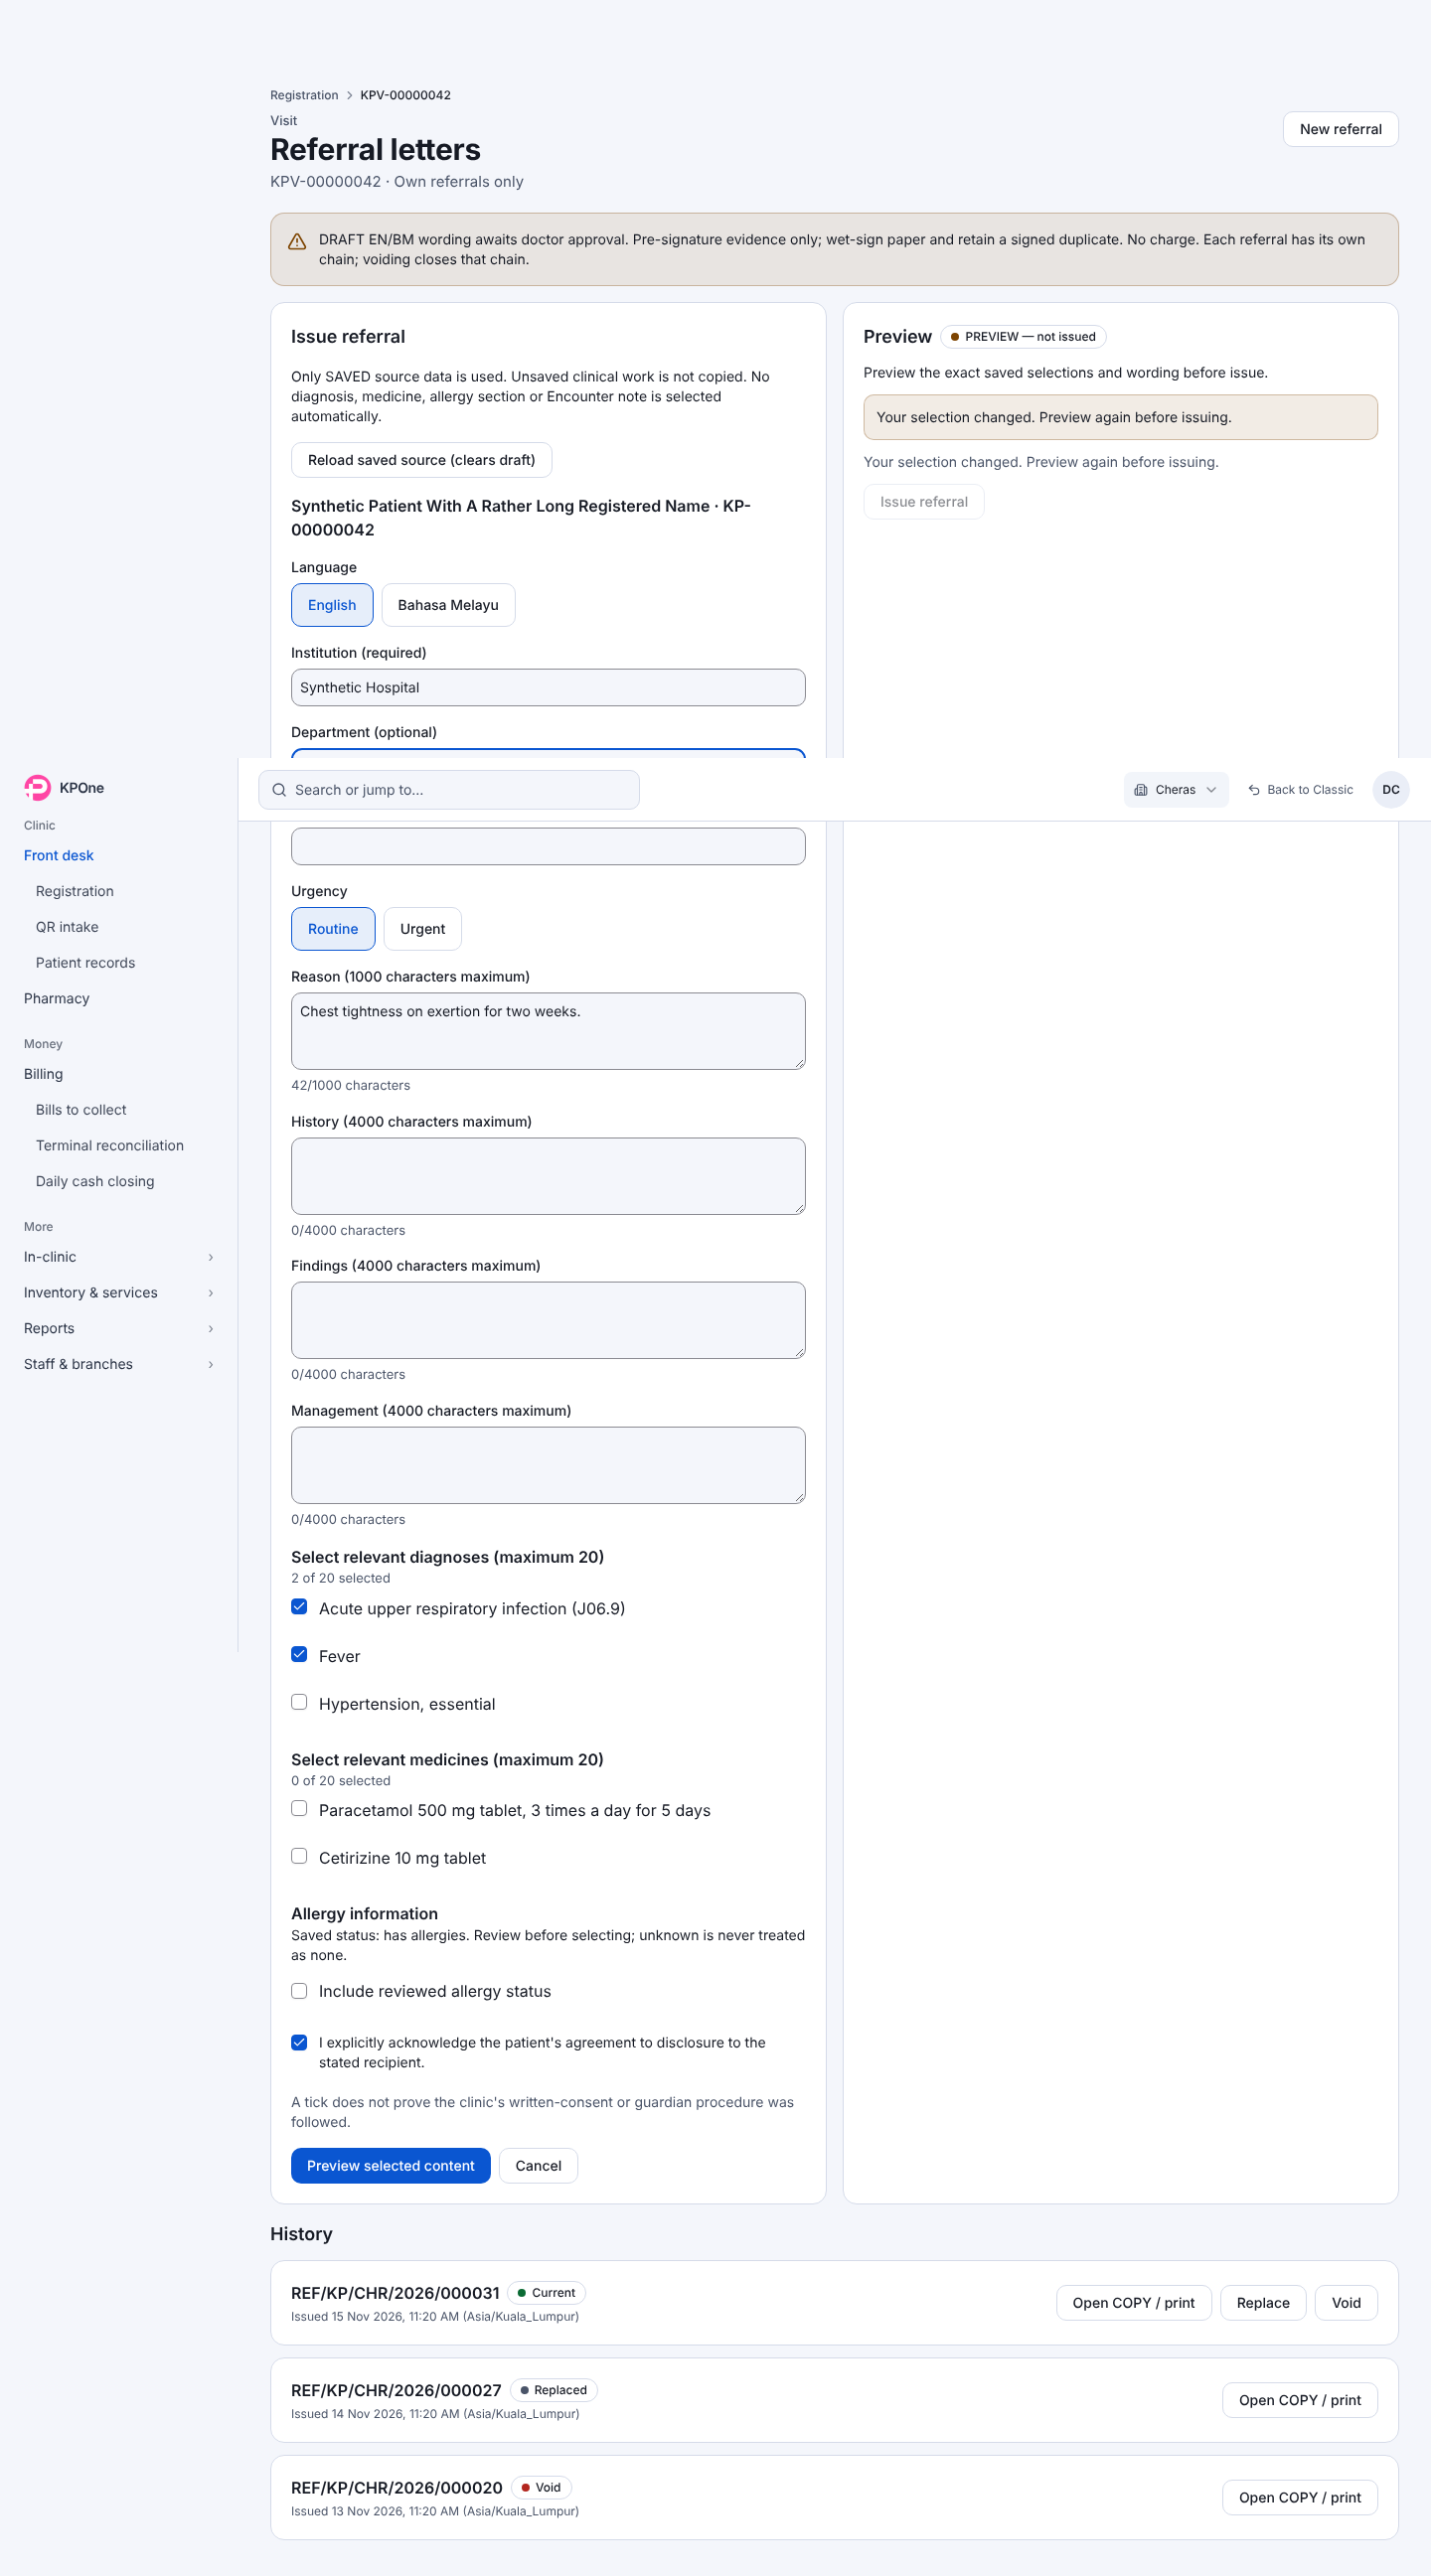 Registration > KPV-00000042
Visit
Referral letters
KPV-00000042 · Own referrals only
New referral
DRAFT EN/BM wording awaits doctor approval. Pre-signature evidence only; wet-sign paper and retain a signed duplicate. No charge. Each referral has its own
chain; voiding closes that chain.
Issue referral
Only SAVED source data is used. Unsaved clinical work is not copied. No
diagnosis, medicine, allergy section or Encounter note is selected
automatically.
Reload saved source (clears draft)
Synthetic Patient With A Rather Long Registered Name · KP-
00000042
Language
English
Bahasa Melayu
Institution (required)
Synthetic Hospital
Department (optional)
Preview
PREVIEW — not issued
Preview the exact saved selections and wording before issue.
Your selection changed. Preview again before issuing.
Your selection changed. Preview again before issuing.
Issue referral
KPOne
Search or jump to...
Cheras
Back to Classic
DC
Clinic
Front desk
Registration
QR intake
Patient records
Pharmacy
Money
Billing
Bills to collect
Terminal reconciliation
Daily cash closing
More
In-clinic
Inventory & services
Reports
Staff & branches
Urgency
Routine
Urgent
Reason (1000 characters maximum)
Chest tightness on exertion for two weeks.
42/1000 characters
History (4000 characters maximum)
0/4000 characters
Findings (4000 characters maximum)
0/4000 characters
Management (4000 characters maximum)
0/4000 characters
Select relevant diagnoses (maximum 20)
2 of 20 selected
Acute upper respiratory infection (J06.9)
Fever
Hypertension, essential
Select relevant medicines (maximum 20)
0 of 20 selected
Paracetamol 500 mg tablet, 3 times a day for 5 days
Cetirizine 10 mg tablet
Allergy information
Saved status: has allergies. Review before selecting; unknown is never treated
as none.
Include reviewed allergy status
I explicitly acknowledge the patient's agreement to disclosure to the
stated recipient.
A tick does not prove the clinic's written-consent or guardian procedure was
followed.
Preview selected content
Cancel
History
REF/KP/CHR/2026/000031
Current
Issued 15 Nov 2026, 11:20 AM (Asia/Kuala_Lumpur)
Open COPY / print
Replace
Void
REF/KP/CHR/2026/000027
Replaced
Issued 14 Nov 2026, 11:20 AM (Asia/Kuala_Lumpur)
Open COPY / print
REF/KP/CHR/2026/000020
Void
Issued 13 Nov 2026, 11:20 AM (Asia/Kuala_Lumpur)
Open COPY / print